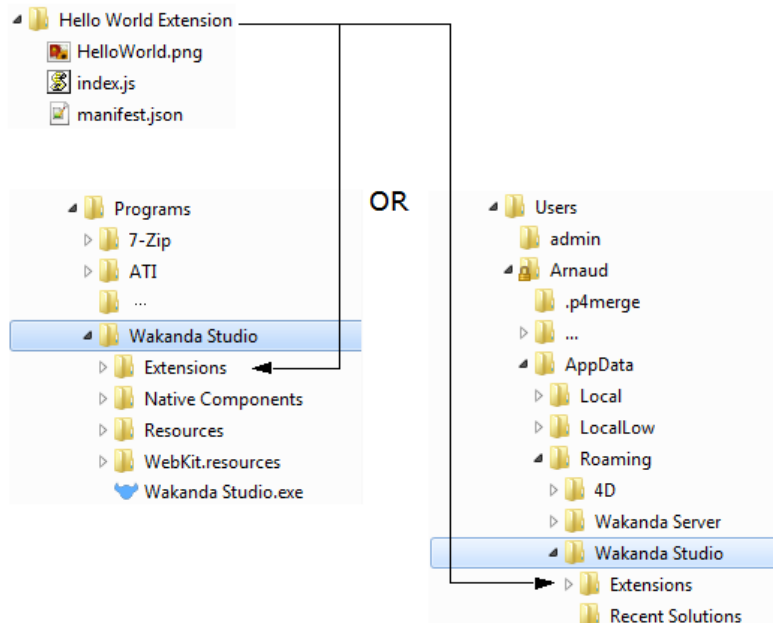 Hello World Extension
HelloWorld.png
index.js
manifest.json
OR
Programs
7-Zip
ATI
...
Wakanda Studio
Extensions
Native Components
Resources
WebKit.resources
Wakanda Studio.exe
Users
admin
Arnaud
.p4merge
...
AppData
Local
LocalLow
Roaming
4D
Wakanda Server
Wakanda Studio
Extensions
Recent Solutions